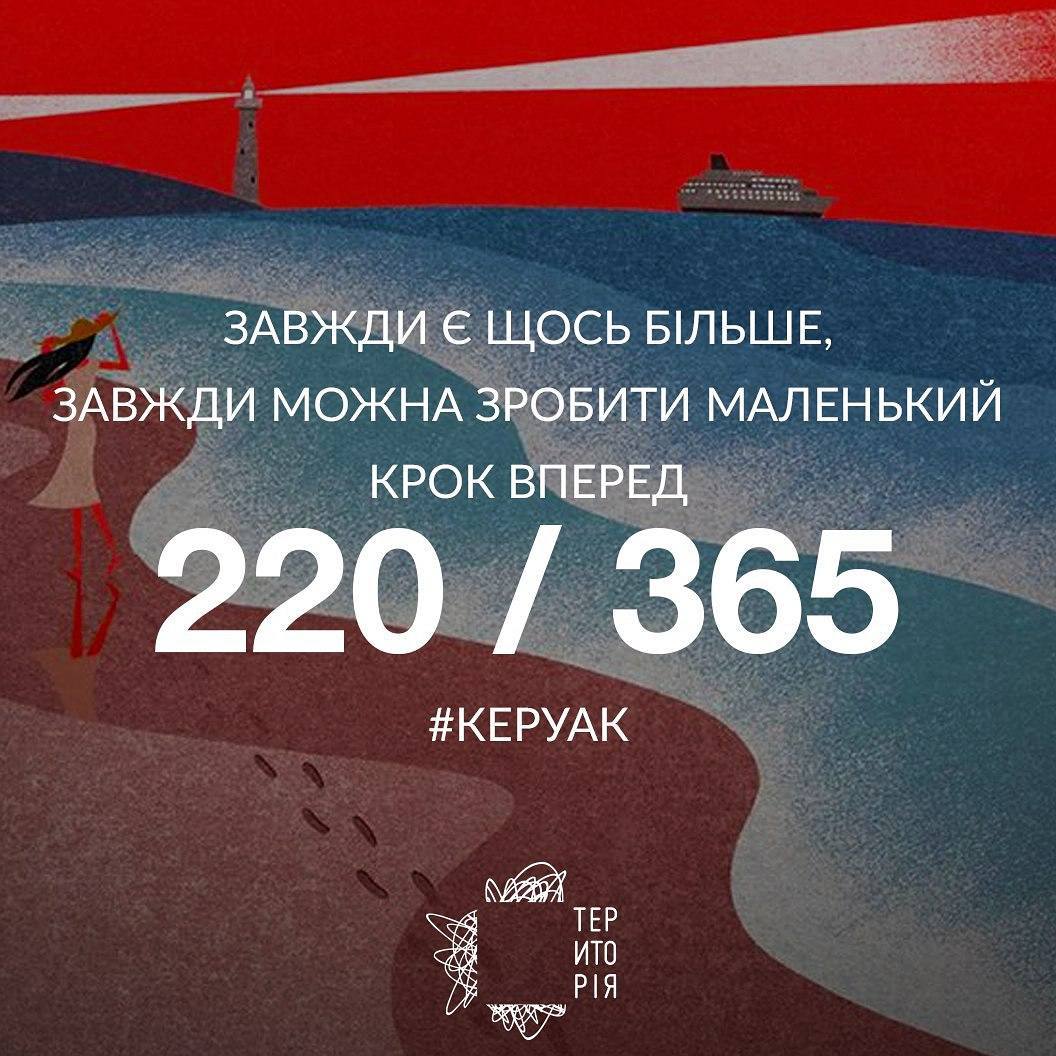 ЗАВЖДИ Є ЩОСЬ БІЛЬШЕ,
ЗАВЖДИ МОЖНА ЗРОБИТИ МАЛЕНЬКИЙ
КРОК ВПЕРЕД
220 / 365
#КЕРУАК
ТЕР
ИТО
РІЯ